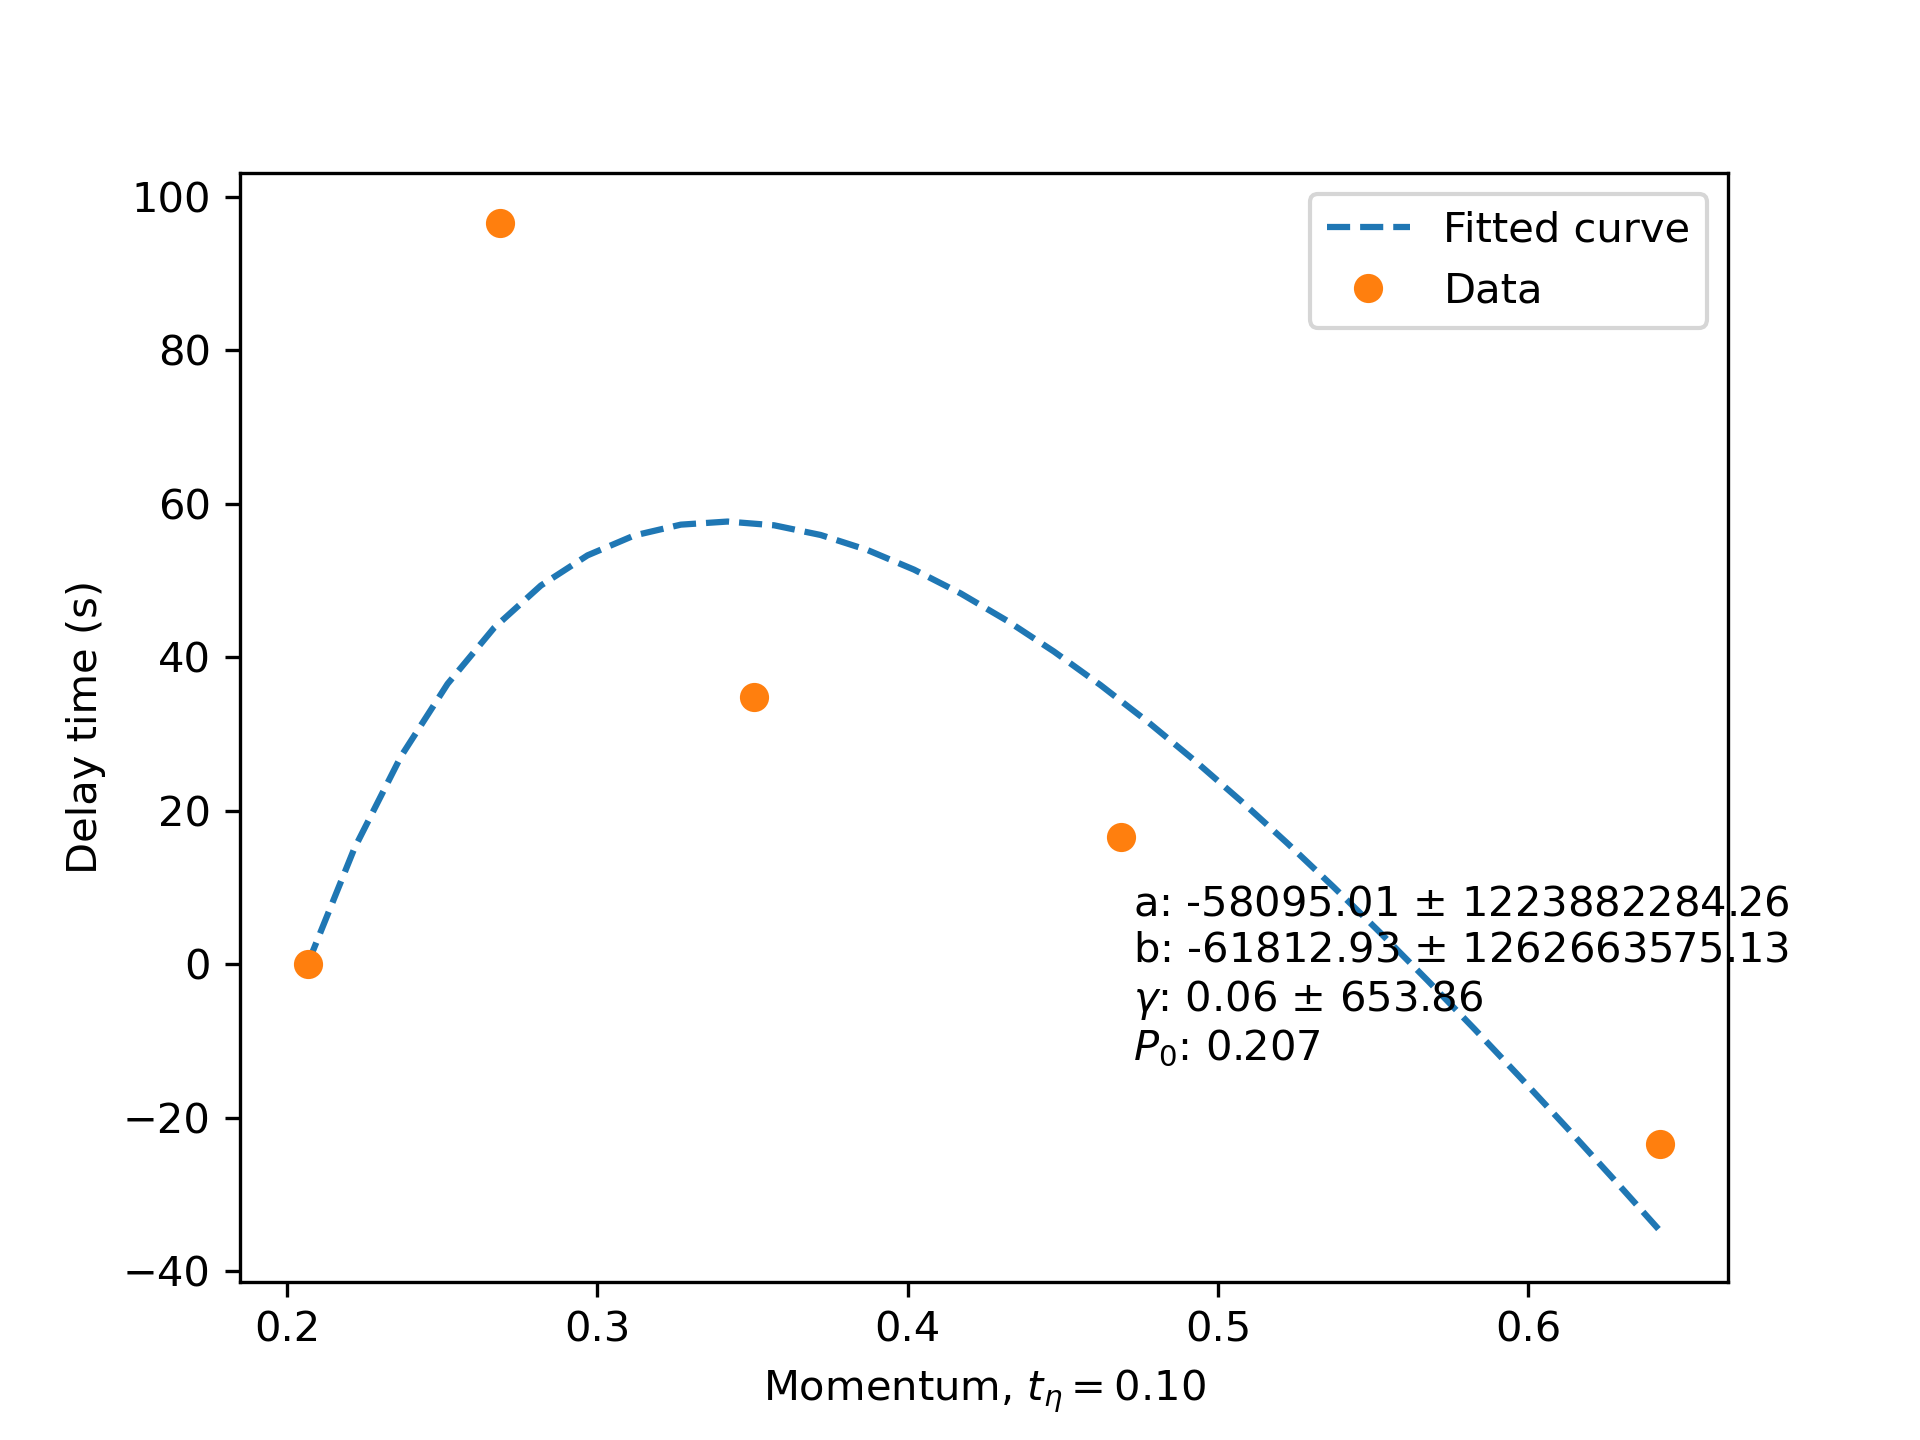 100
80
60
40
20
0
−20
−40
Delay time (s)
Fitted curve
Data
a: -58095.01 ± 1223882284.26
b: -61812.93 ± 1262663575.13
γ: 0.06 ± 653.86
P₀: 0.207
0.2 0.3 0.4 0.5 0.6
Momentum, tη = 0.10